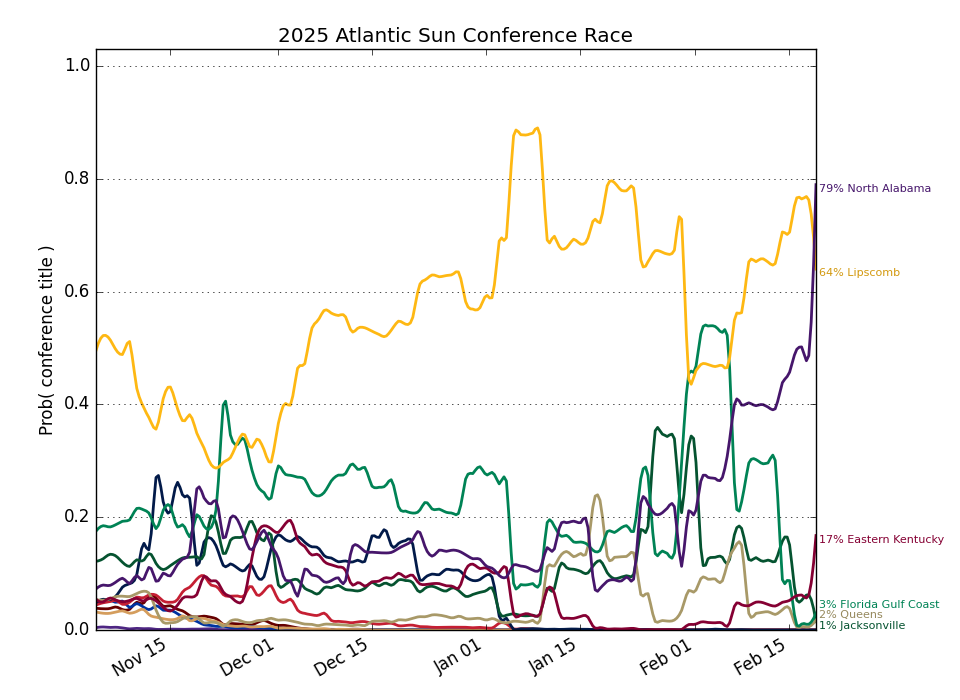 2025 Atlantic Sun Conference Race
Prob( conference title )
1.0
0.8
0.6
0.4
0.2
0.0
Nov 15
Dec 01
Dec 15
Jan 01
Jan 15
Feb 01
Feb 15
79% North Alabama
64% Lipscomb
17% Eastern Kentucky
3% Florida Gulf Coast
2% Queens
1% Jacksonville